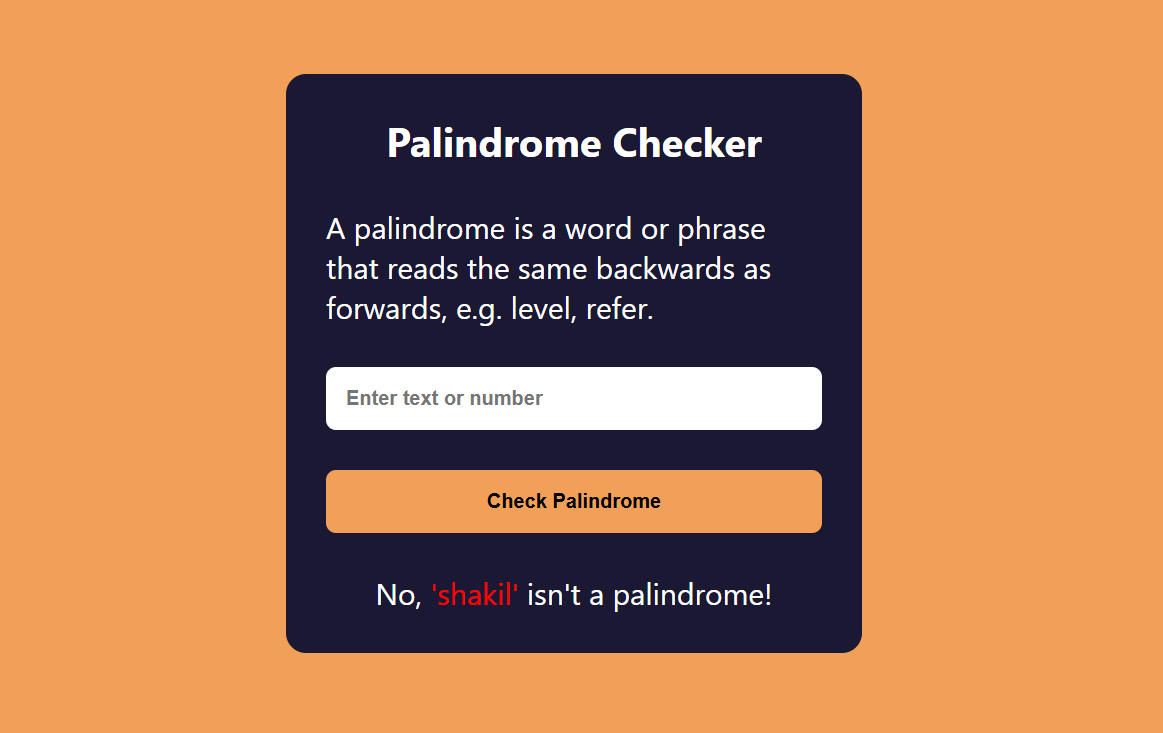 Palindrome Checker
A palindrome is a word or phrase
that reads the same backwards as
forwards, e.g. level, refer.
Enter text or number
Check Palindrome
No, 'shakil' isn't a palindrome!